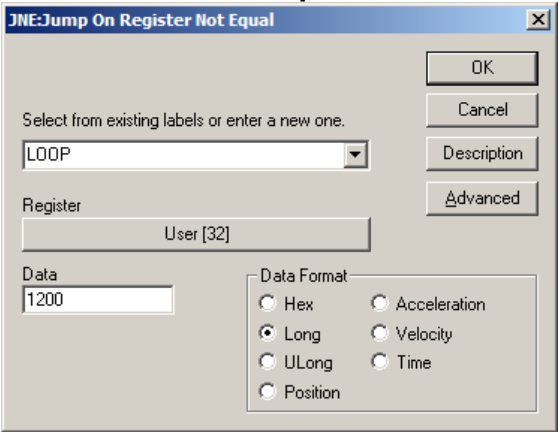 JNE:Jump On Register Not Equal
OK
Cancel
Description
Advanced
Select from existing labels or enter a new one.
LOOP
Register
User [32]
Data
1200
Data Format
Hex
Long
ULong
Position
Acceleration
Velocity
Time